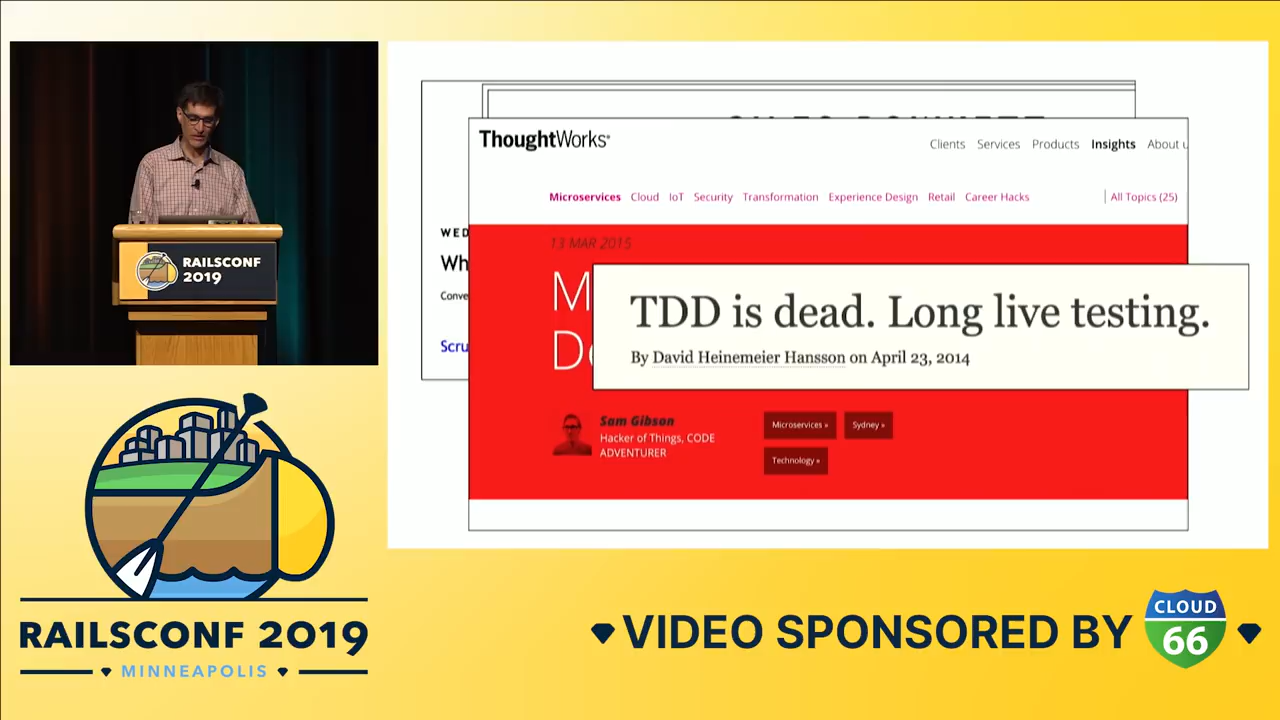 RAILSCONF
2019
RAILSCONF 2019
MINNEAPOLIS
ThoughtWorks®
Clients Services Products Insights About u
Microservices Cloud IoT Security Transformation Experience Design Retail Career Hacks All Topics (25)
WED
Wh
Conve
Scru
13 MAR 2015
M
D
TDD is dead. Long live testing.
By David Heinemeier Hansson on April 23, 2014
Sam Gibson
Hacker of Things, CODE
ADVENTURER
Microservices »
Sydney »
Technology »
VIDEO SPONSORED BY
CLOUD
66